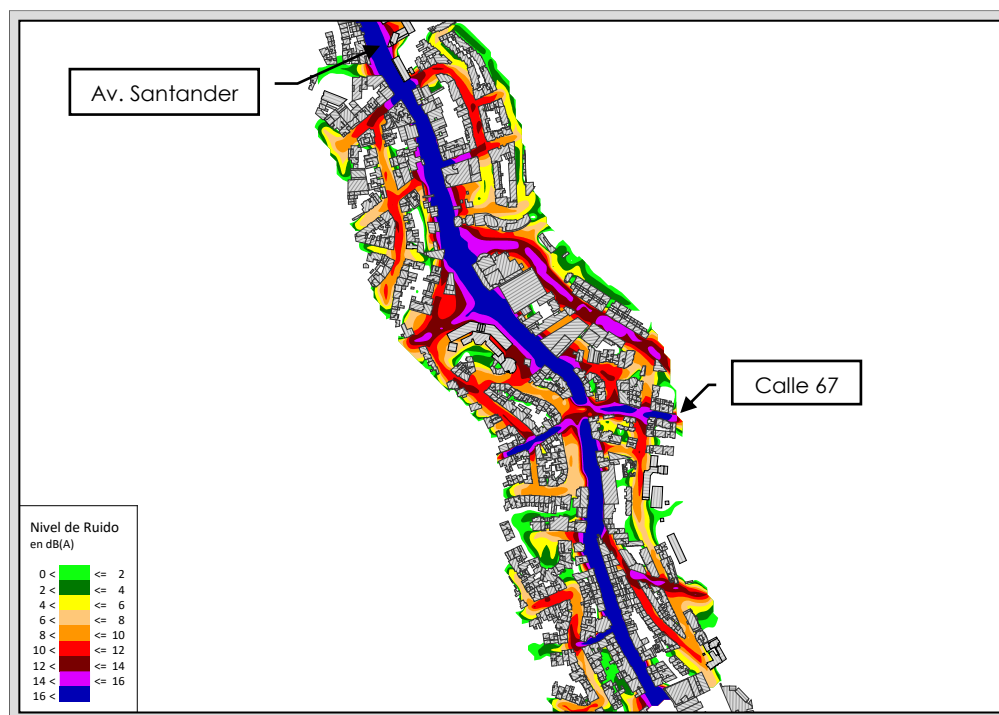 Av. Santander
Calle 67
Nivel de Ruido
en dB(A)
0 < <= 2
2 < <= 4
4 < <= 6
6 < <= 8
8 < <= 10
10 < <= 12
12 < <= 14
14 < <= 16
16 <